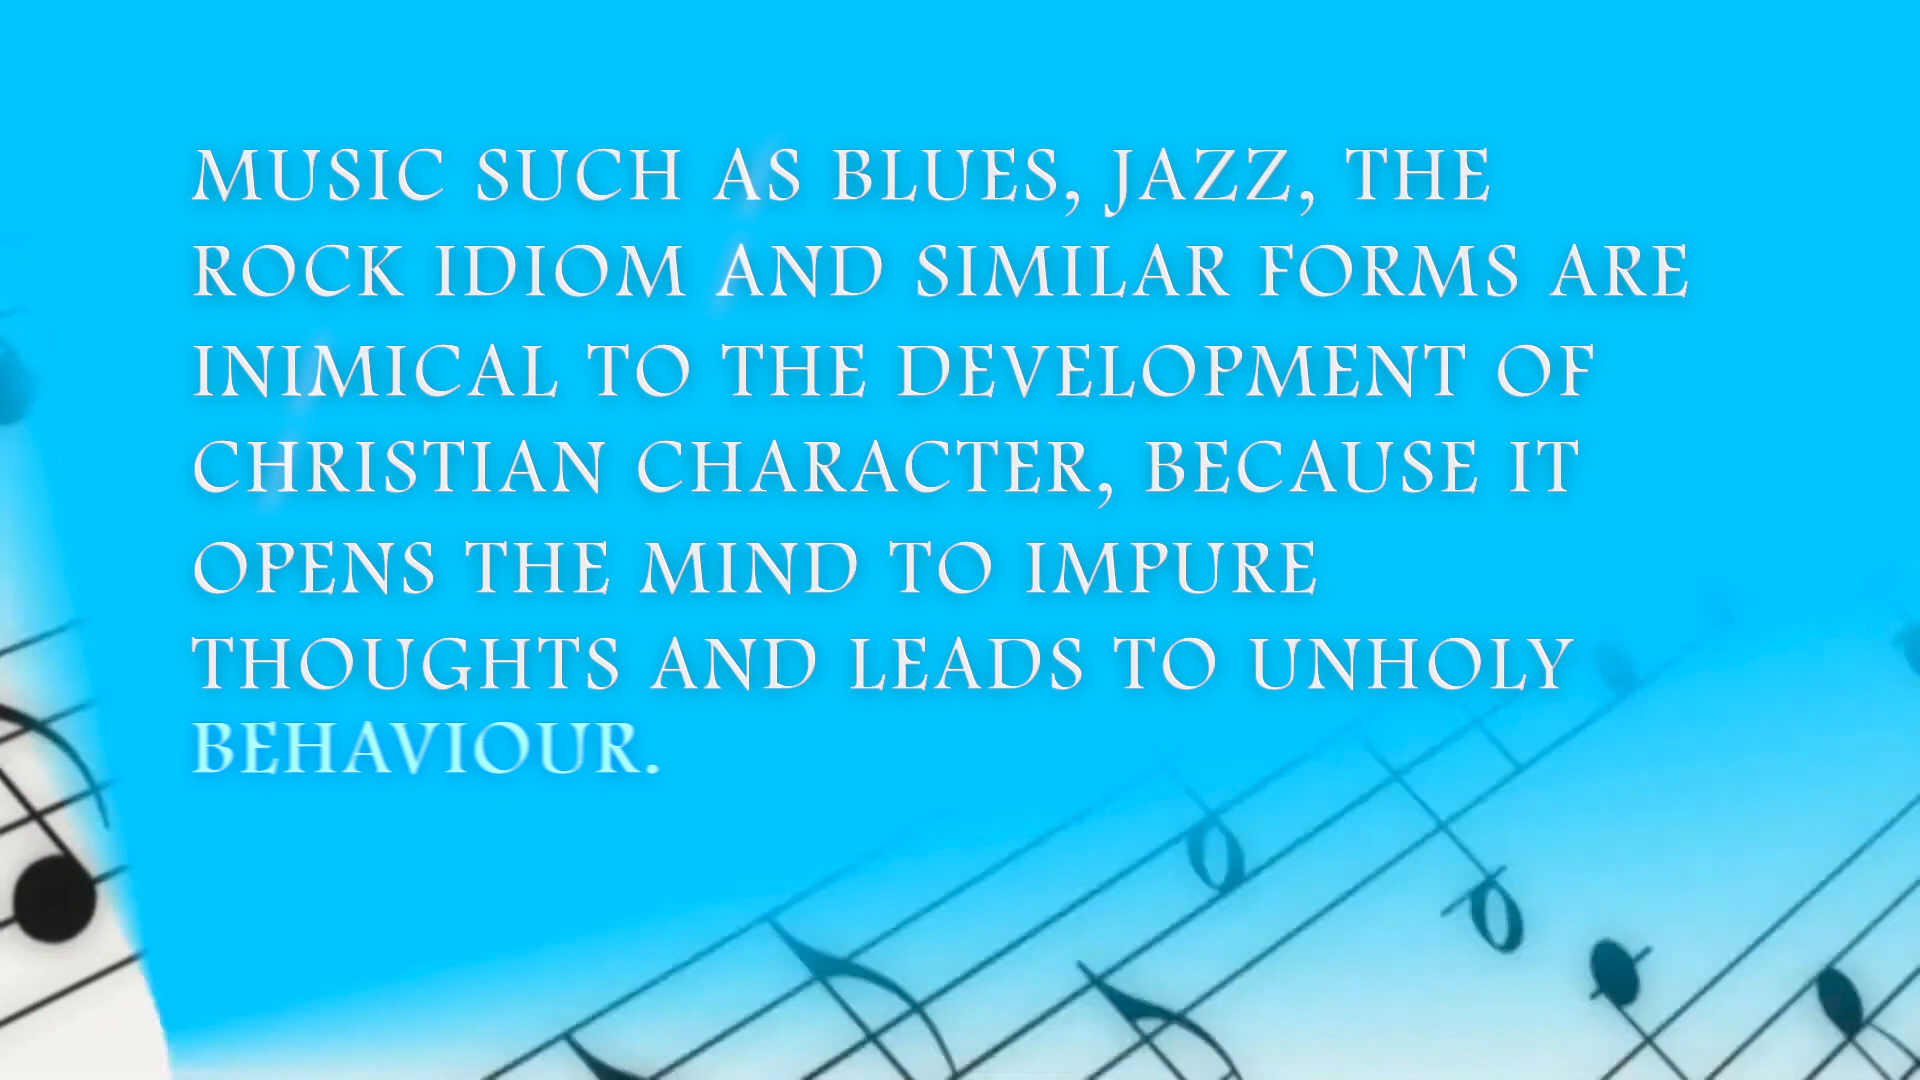 MUSIC SUCH AS BLUES, JAZZ, THE
ROCK IDIOM AND SIMILAR FORMS ARE
INIMICAL TO THE DEVELOPMENT OF
CHRISTIAN CHARACTER, BECAUSE IT
OPENS THE MIND TO IMPURE
THOUGHTS AND LEADS TO UNHOLY
BEHAVIOUR.